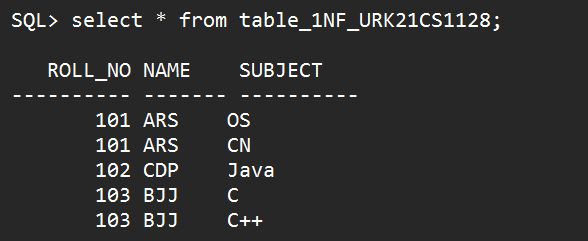 SQL> select * from table_1NF_URK21CS1128;
ROLL_NO NAME SUBJECT
---------- ------- ----------
101 ARS OS
101 ARS CN
102 CDP Java
103 BJJ C
103 BJJ C++